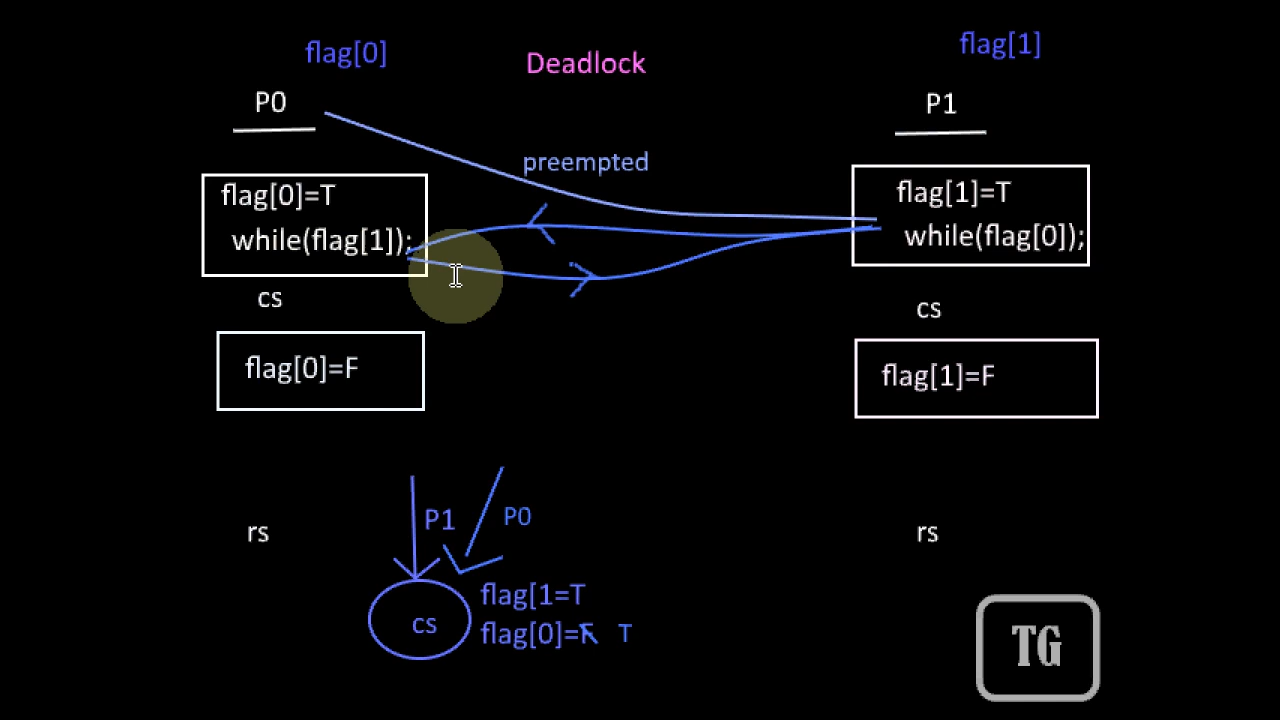 flag[0]
Deadlock
flag[1]
P0
P1
preempted
flag[0]=T
while(flag[1]);
flag[1]=T
while(flag[0]);
cs
cs
flag[0]=F
flag[1]=F
P1
P0
rs
rs
flag[1=T
cs
flag[0]=F T
TG